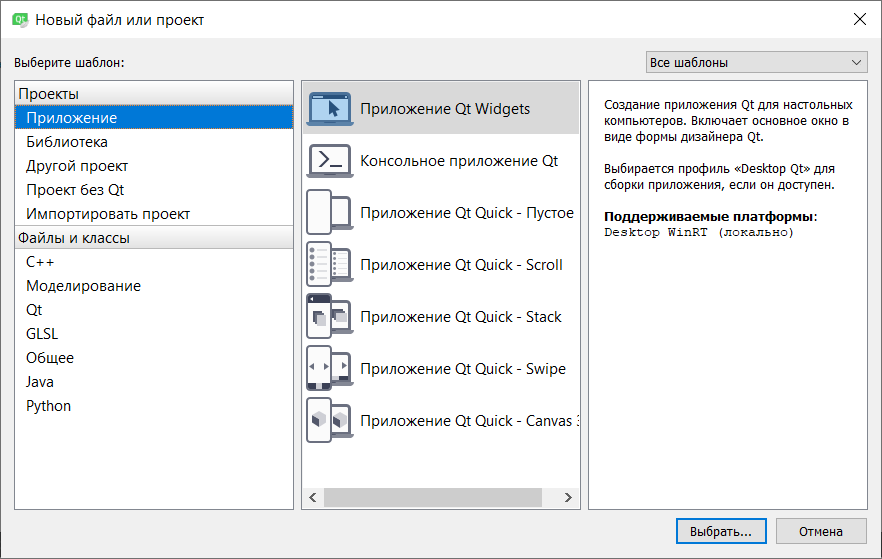 Новый файл или проект
Выберите шаблон:
Все шаблоны
Проекты
Приложение
Библиотека
Другой проект
Проект без Qt
Импортировать проект
Файлы и классы
C++
Моделирование
Qt
GLSL
Общее
Java
Python
Приложение Qt Widgets
Консольное приложение Qt
Приложение Qt Quick - Пустое
Приложение Qt Quick - Scroll
Приложение Qt Quick - Stack
Приложение Qt Quick - Swipe
Приложение Qt Quick - Canvas 3
Создание приложения Qt для настольных
компьютеров. Включает основное окно в
виде формы дизайнера Qt.
Выбирается профиль «Desktop Qt» для
сборки приложения, если он доступен.
Поддерживаемые платформы:
Desktop WinRT (локально)
Выбрать...
Отмена